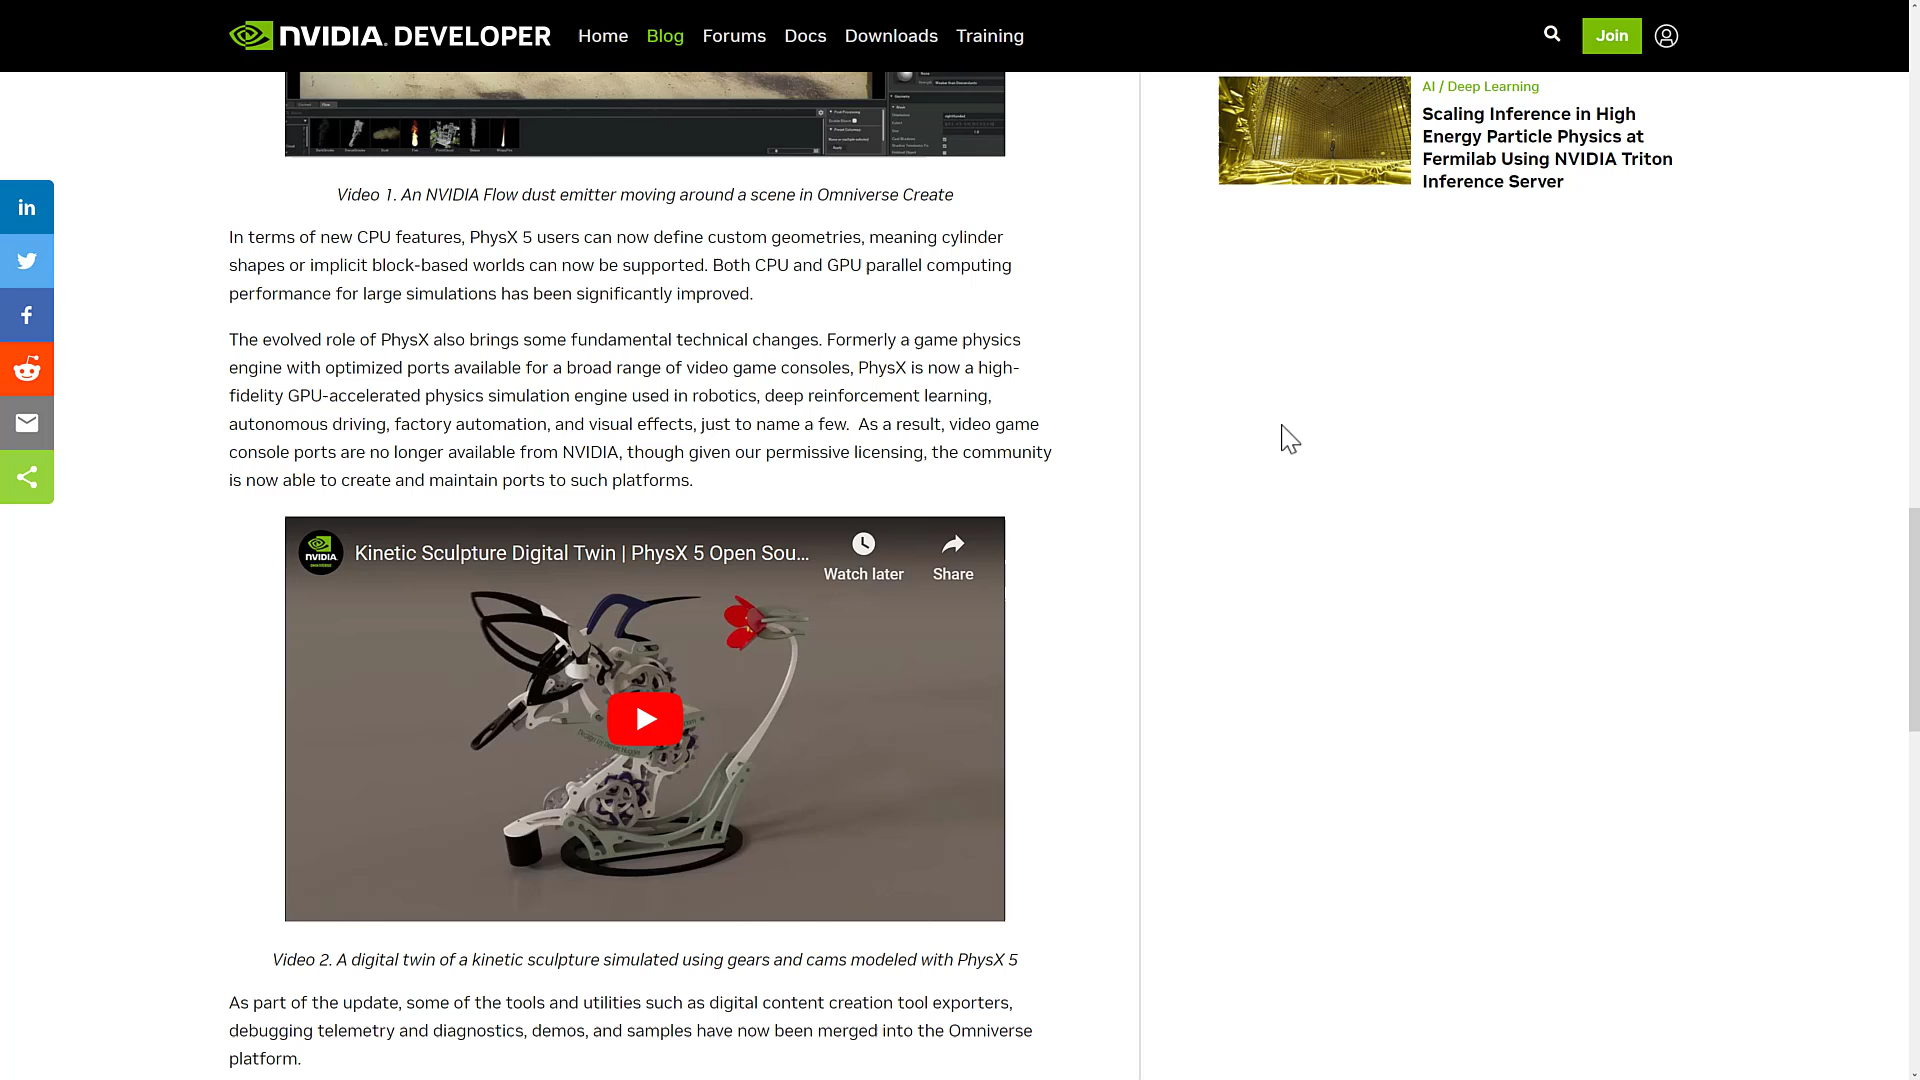 NVIDIA. DEVELOPER
Home
Blog
Forums
Docs
Downloads
Training
Join
AI / Deep Learning
Scaling Inference in High
Energy Particle Physics at
Fermilab Using NVIDIA Triton
Inference Server
in
f
Video 1. An NVIDIA Flow dust emitter moving around a scene in Omniverse Create
In terms of new CPU features, PhysX 5 users can now define custom geometries, meaning cylinder
shapes or implicit block-based worlds can now be supported. Both CPU and GPU parallel computing
performance for large simulations has been significantly improved.
The evolved role of PhysX also brings some fundamental technical changes. Formerly a game physics
engine with optimized ports available for a broad range of video game consoles, PhysX is now a high-
fidelity GPU-accelerated physics simulation engine used in robotics, deep reinforcement learning,
autonomous driving, factory automation, and visual effects, just to name a few.  As a result, video game
console ports are no longer available from NVIDIA, though given our permissive licensing, the community
is now able to create and maintain ports to such platforms.
NVIDIA.
Kinetic Sculpture Digital Twin | PhysX 5 Open Sou...
Watch later
Share
Video 2. A digital twin of a kinetic sculpture simulated using gears and cams modeled with PhysX 5
As part of the update, some of the tools and utilities such as digital content creation tool exporters,
debugging telemetry and diagnostics, demos, and samples have now been merged into the Omniverse
platform.